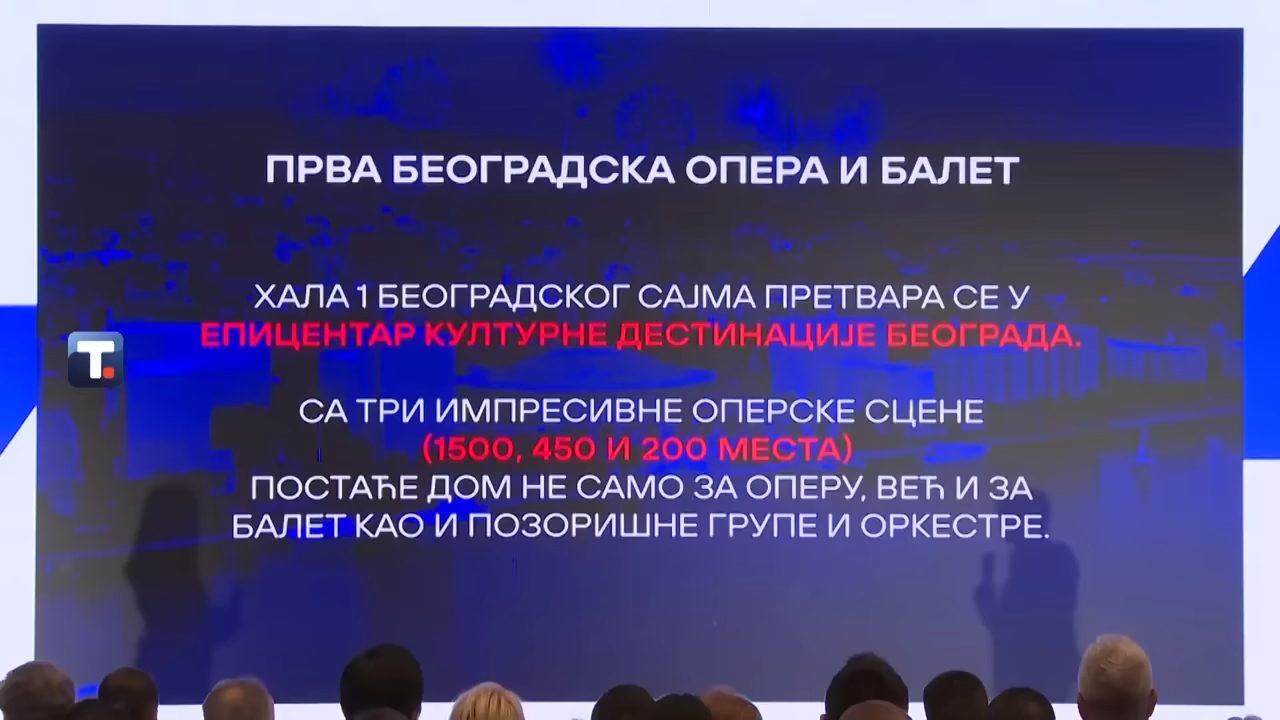 ПРВА БЕОГРАДСКА ОПЕРА И БАЛЕТ
ХАЛА 1 БЕОГРАДСКОГ САЈМА ПРЕТВАРА СЕ У
ЕПИЦЕНТАР КУЛТУРНЕ ДЕСТИНАЦИЈЕ БЕОГРАДА.
T.
СА ТРИ ИМПРЕСИВНЕ ОПЕРСКЕ СЦЕНЕ
(1500, 450 И 200 МЕСТА)
ПОСТАЋЕ ДОМ НЕ САМО ЗА ОПЕРУ, ВЕЋ И ЗА
БАЛЕТ КАО И ПОЗОРИШНЕ ГРУПЕ И ОРКЕСТРЕ.